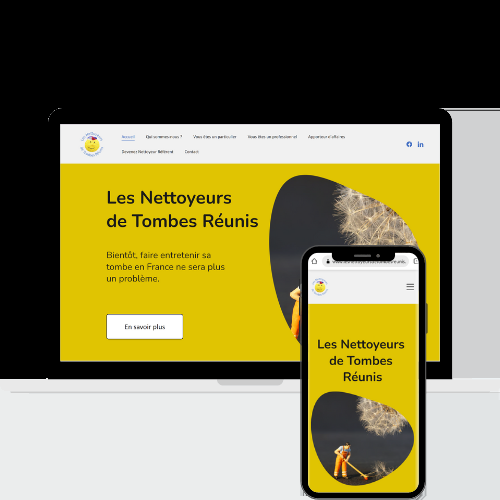 Accueil Qui sommes-nous ? Vous êtes un particulier Vous êtes un professionnel Apporteur d'affaires
Devenez Nettoyeur Référent Contact
Les Nettoyeurs
de Tombes Réunis
Bientôt, faire entretenir sa
tombe en France ne sera plus
un problème.
En savoir plus
Les Nettoyeurs
de Tombes
Réunis